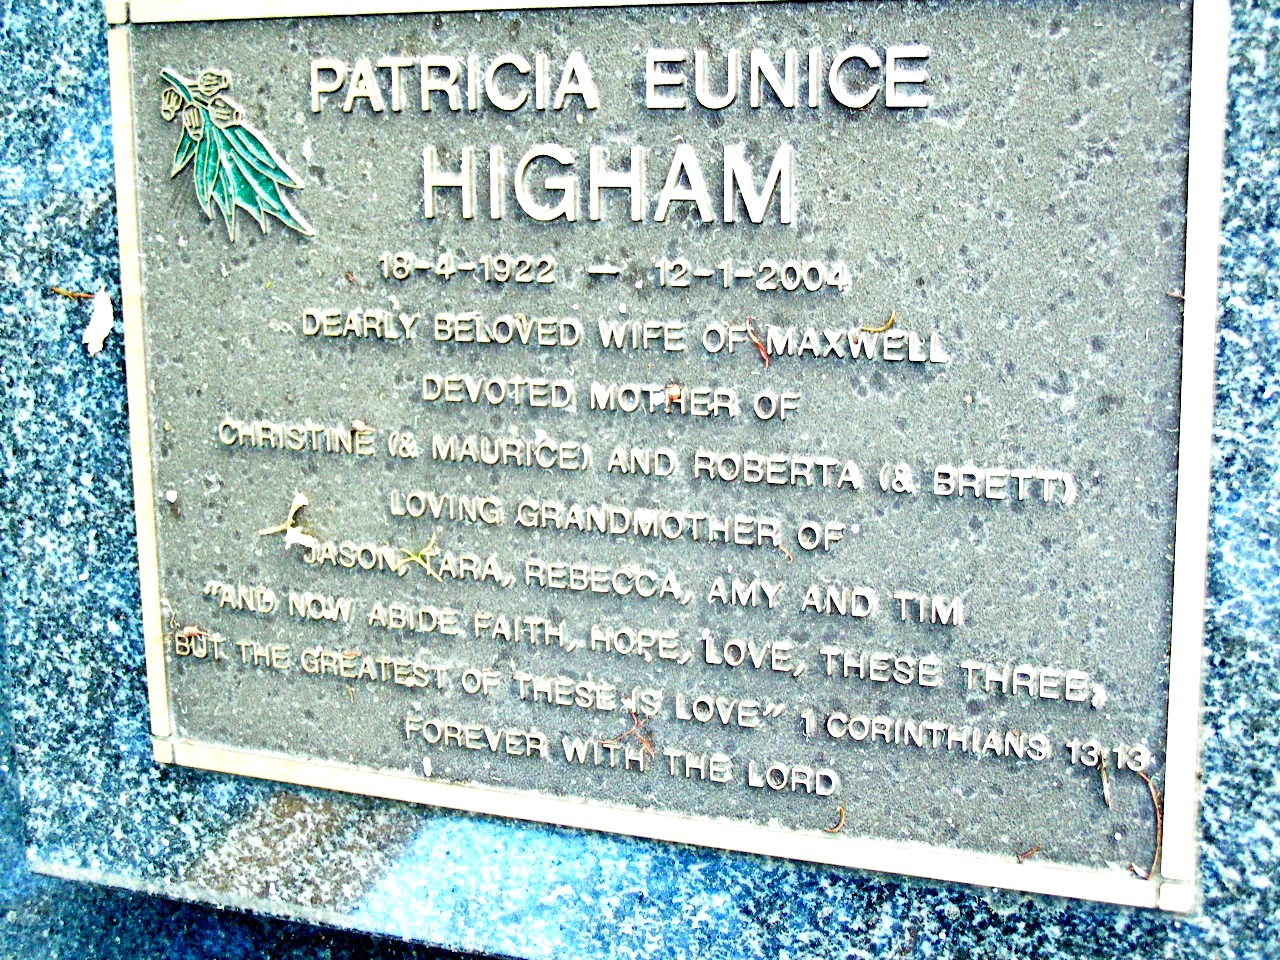 PATRICIA EUNICE
HIGHAM
18-4-1922 – 12-1-2004
DEARLY BELOVED WIFE OF MAXWELL
DEVOTED MOTHER OF
CHRISTINE (& MAURICE) AND ROBERTA (& BRETT)
LOVING GRANDMOTHER OF
JASON, KARA, REBECCA, AMY AND TIM
"AND NOW ABIDE FAITH, HOPE, LOVE, THESE THREE,
BUT THE GREATEST OF THESE IS LOVE" 1 CORINTHIANS 13:13
FOREVER WITH THE LORD